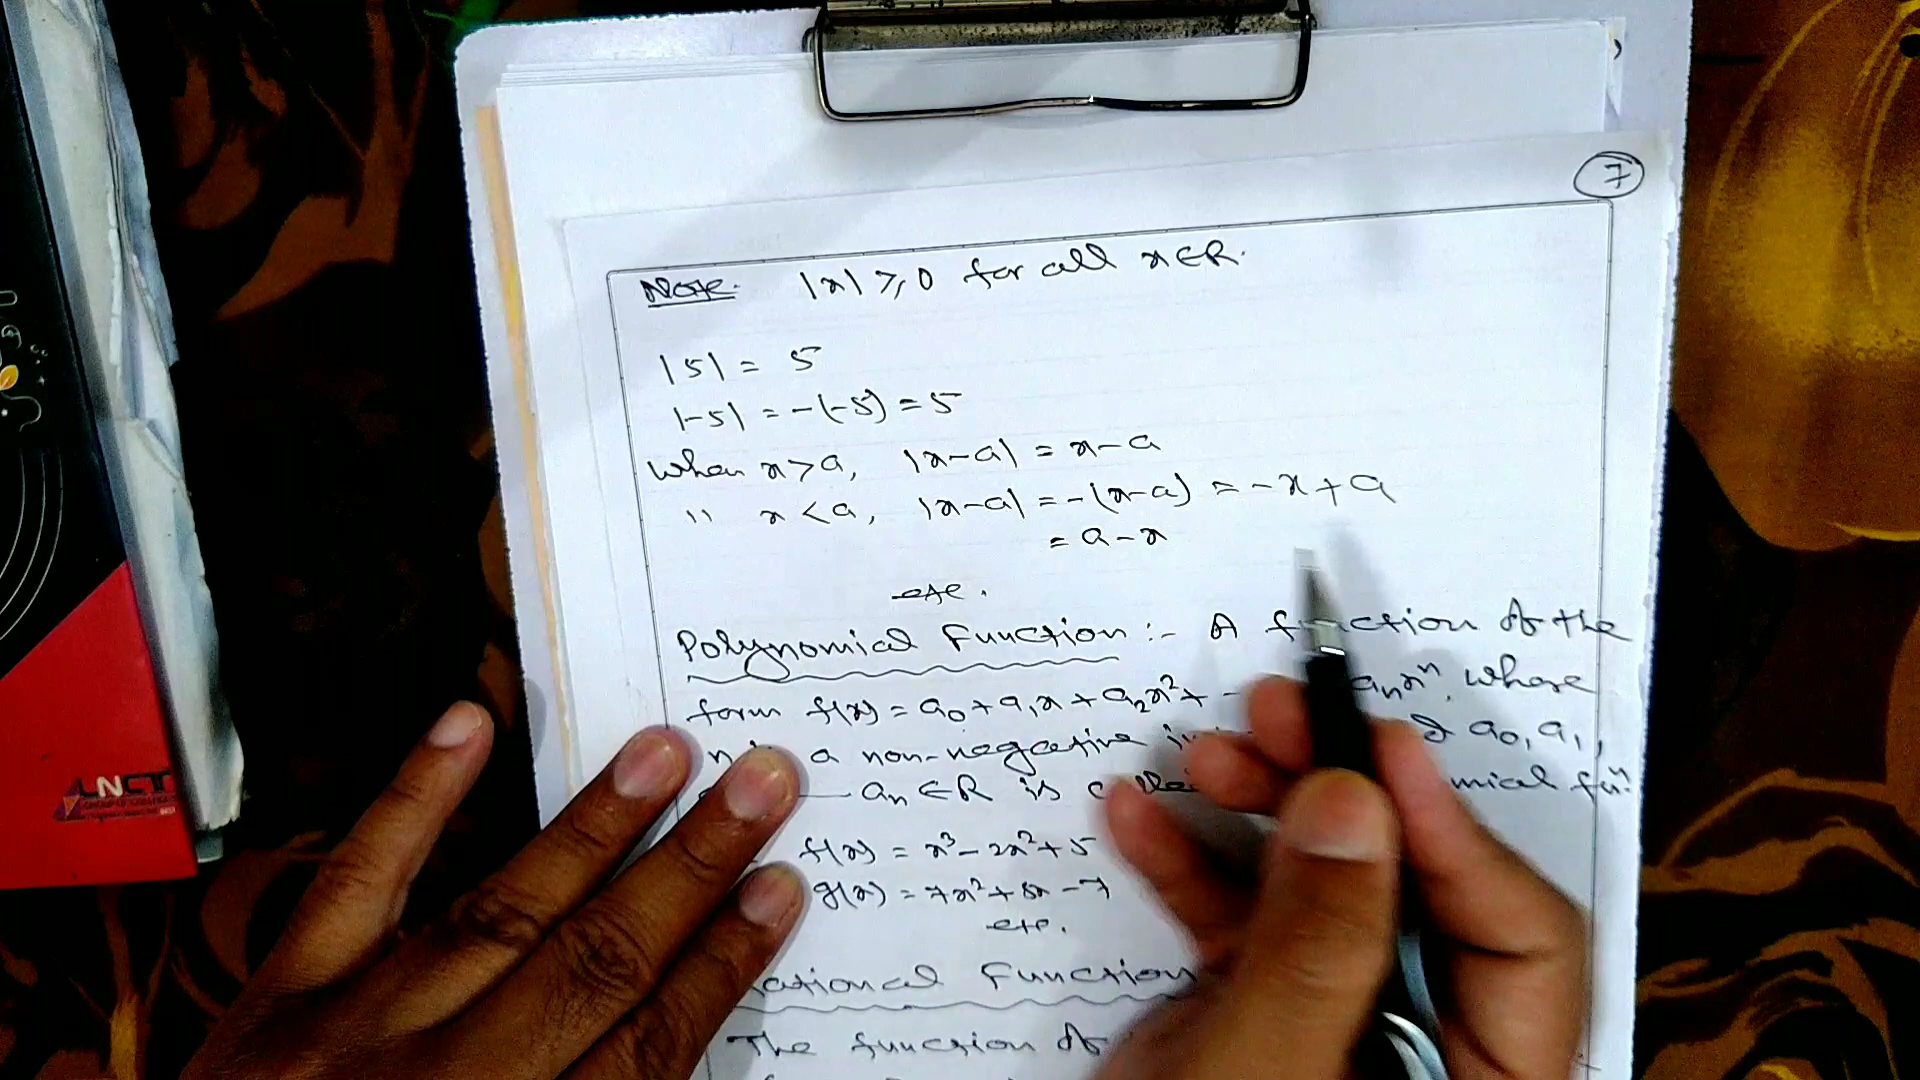 7
Note. |x| ≥ 0 for all x∈R.
|5| = 5
|-5| = -(-5) = 5
When x>a, |x-a| = x-a
" x<a, |x-a| = -(x-a) = -x+a
= a-x
etc.
Polynomial Function :- A function of the
form f(x) = a₀+a₁x+a₂x²+ - aₙxⁿ, where
n a non-negative a₀, a₁,
— aₙ∈R is
f(x) = x³-2x²+5
g(x) = 7x²+8x-7
etc.
Function
The function of
LNCT